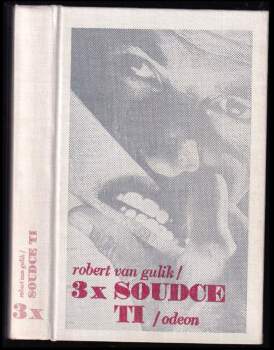 robert van gulik/
3 x SOUDCE
TI /odeon
robert van gulik/
3 x SOUDCE TI